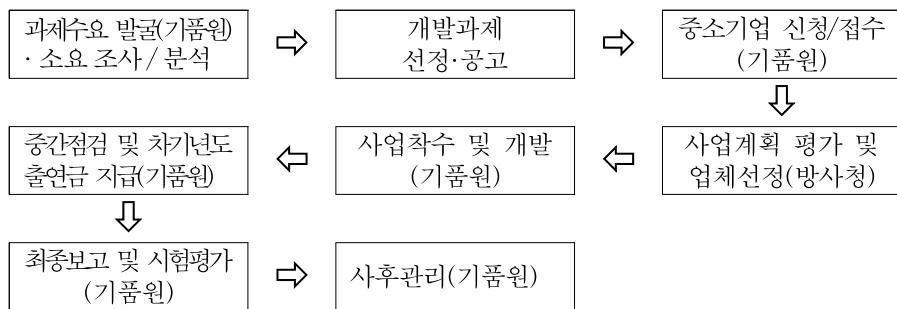 과제수요 발굴(기품원)
· 소요 조사 / 분석
개발과제
선정·공고
중소기업 신청/접수
(기품원)
사업계획 평가 및
업체선정(방사청)
사업착수 및 개발
(기품원)
중간점검 및 차기년도
출연금 지급(기품원)
최종보고 및 시험평가
(기품원)
사후관리(기품원)